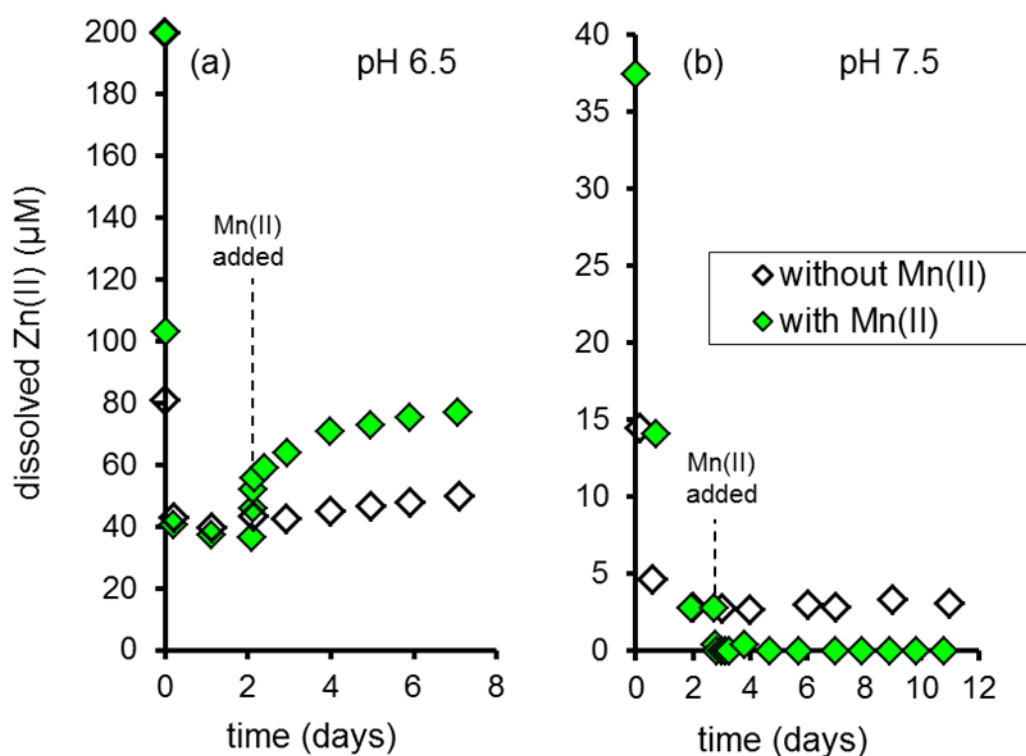 (a) pH 6.5
200
180
160
140
120
100
80
60
40
20
0
dissolved Zn(II) (µM)
Mn(II)
added
0 2 4 6 8
time (days)
(b) pH 7.5
40
35
30
25
20
15
10
5
0
without Mn(II)
with Mn(II)
Mn(II)
added
0 2 4 6 8 10 12
time (days)